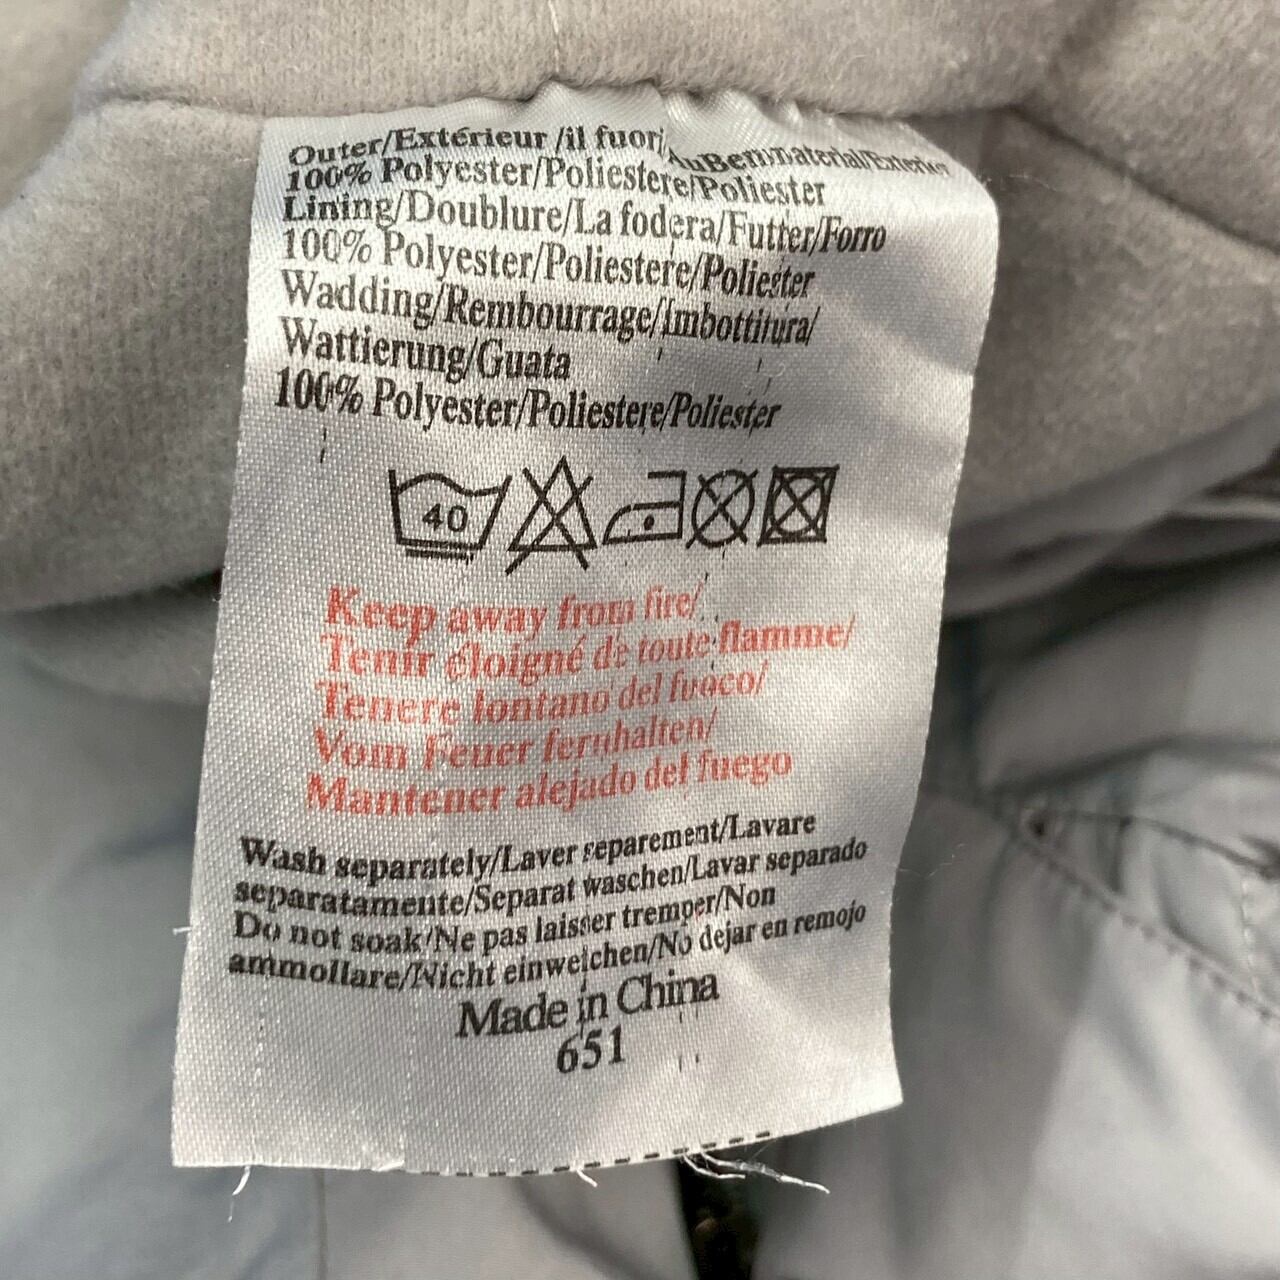 Outer/Extérieur /il fuori/Außenmaterial/Exterior
100% Polyester/Poliestere/Poliester
Lining/Doublure/La fodera/Futter/Forro
100% Polyester/Poliestere/Poliester
Wadding/Rembourrage/Imbottitura/
Wattierung/Guata
100% Polyester/Poliestere/Poliester
40
Keep away from fire/
Tenir éloigné de toute flamme/
Tenere lontano del fuoco/
Vom Feuer fernhalten/
Mantener alejado del fuego
Wash separately/Laver separement/Lavare
separatamente/Separat waschen/Lavar separado
Do not soak/Ne pas laisser tremper/Non
ammollare/Nicht einweichen/No dejar en remojo
Made in China
651